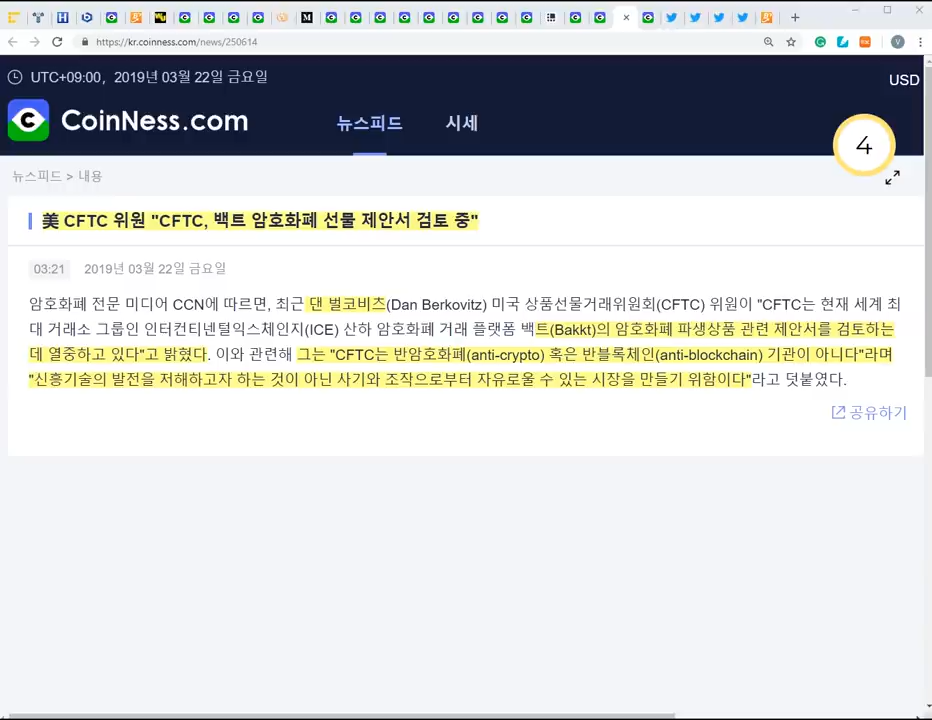 https://kr.coinness.com/news/250614
UTC+09:00, 2019년 03월 22일 금요일
USD
CoinNess.com
뉴스피드
시세
4
뉴스피드 > 내용
美 CFTC 위원 "CFTC, 백트 암호화폐 선물 제안서 검토 중"
03:21 2019년 03월 22일 금요일
암호화폐 전문 미디어 CCN에 따르면, 최근 댄 벌코비츠(Dan Berkovitz) 미국 상품선물거래위원회(CFTC) 위원이 "CFTC는 현재 세계 최
대 거래소 그룹인 인터컨티넨털익스체인지(ICE) 산하 암호화폐 거래 플랫폼 백트(Bakkt)의 암호화폐 파생상품 관련 제안서를 검토하는
데 열중하고 있다"고 밝혔다. 이와 관련해 그는 "CFTC는 반암호화폐(anti-crypto) 혹은 반블록체인(anti-blockchain) 기관이 아니다"라며
"신흥기술의 발전을 저해하고자 하는 것이 아닌 사기와 조작으로부터 자유로울 수 있는 시장을 만들기 위함이다"라고 덧붙였다.
공유하기